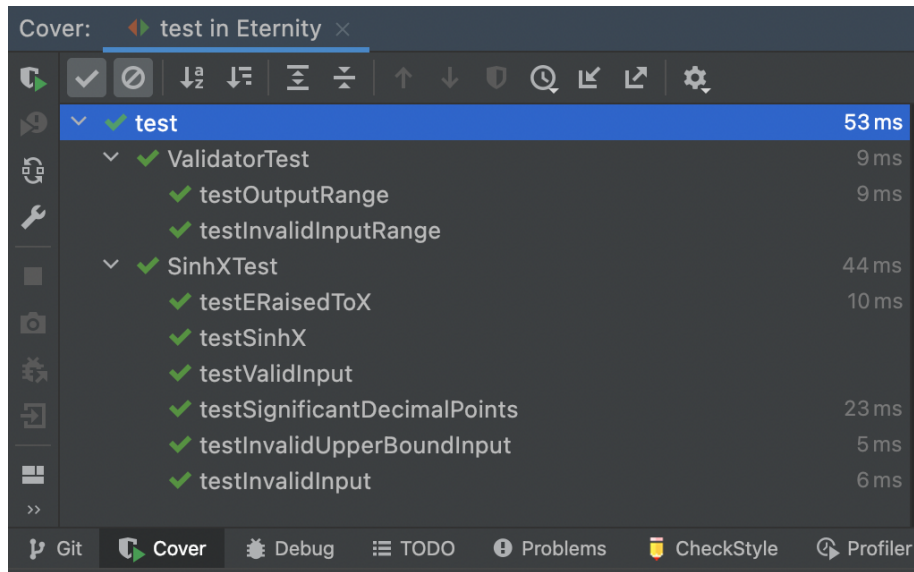 Cover: test in Eternity
test 53 ms
ValidatorTest 9 ms
testOutputRange 9 ms
testInvalidInputRange
SinhXTest 44 ms
testERaisedToX 10 ms
testSinhX
testValidInput
testSignificantDecimalPoints 23 ms
testInvalidUpperBoundInput 5 ms
testInvalidInput 6 ms
Git Cover Debug TODO Problems CheckStyle Profiler